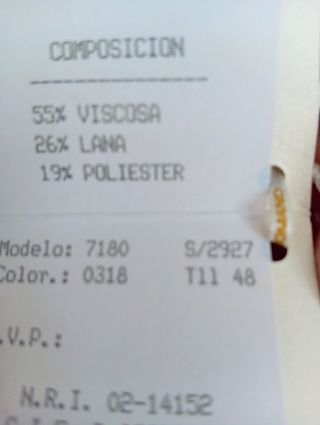 COMPOSICION
55% VISCOSA
26% LANA
19% POLIESTER
Modelo: 7180 S/2927
Color.: 0318 T11 48
.V.P.:
N.R.I. 02-14152